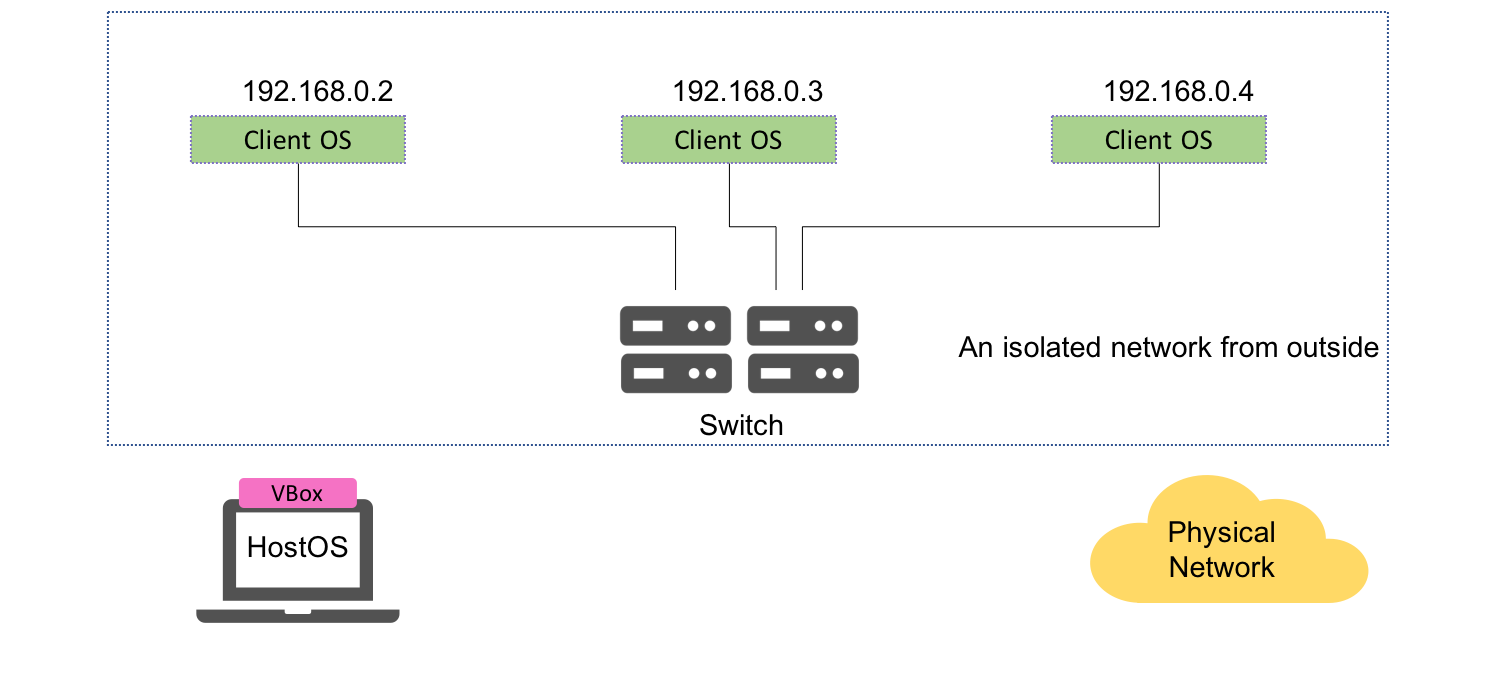 192.168.0.2
192.168.0.3
192.168.0.4
Client OS
Client OS
Client OS
An isolated network from outside
Switch
VBox
HostOS
Physical
Network